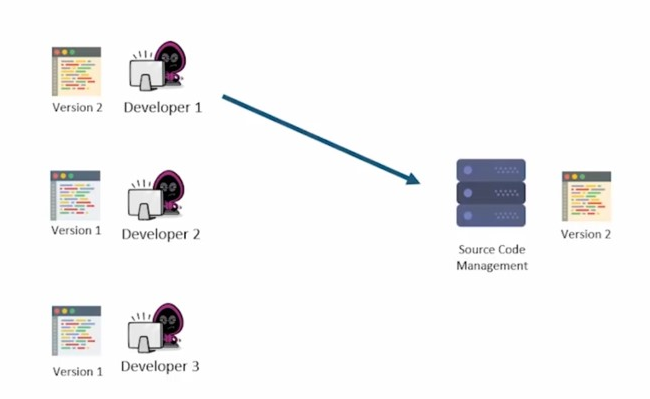 Version 2
Developer 1
Version 1
Developer 2
Source Code
Management
Version 2
Version 1
Developer 3